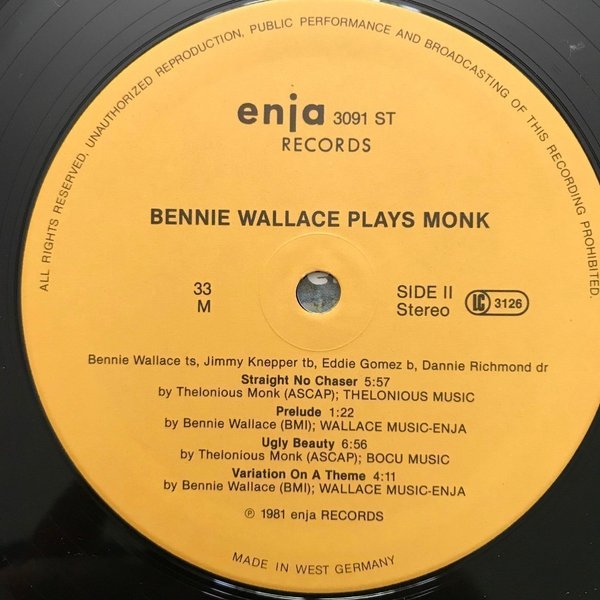 ALL RIGHTS RESERVED. UNAUTHORIZED REPRODUCTION, PUBLIC PERFORMANCE AND BROADCASTING OF THIS RECORDING PROHIBITED.
enja 3091 ST
RECORDS
BENNIE WALLACE PLAYS MONK
33
M
SIDE II
Stereo
LC 3126
Bennie Wallace ts, Jimmy Knepper tb, Eddie Gomez b, Dannie Richmond dr
Straight No Chaser 5:57
by Thelonious Monk (ASCAP); THELONIOUS MUSIC
Prelude 1:22
by Bennie Wallace (BMI); WALLACE MUSIC-ENJA
Ugly Beauty 6:56
by Thelonious Monk (ASCAP); BOCU MUSIC
Variation On A Theme 4:11
by Bennie Wallace (BMI); WALLACE MUSIC-ENJA
℗ 1981 enja RECORDS
MADE IN WEST GERMANY